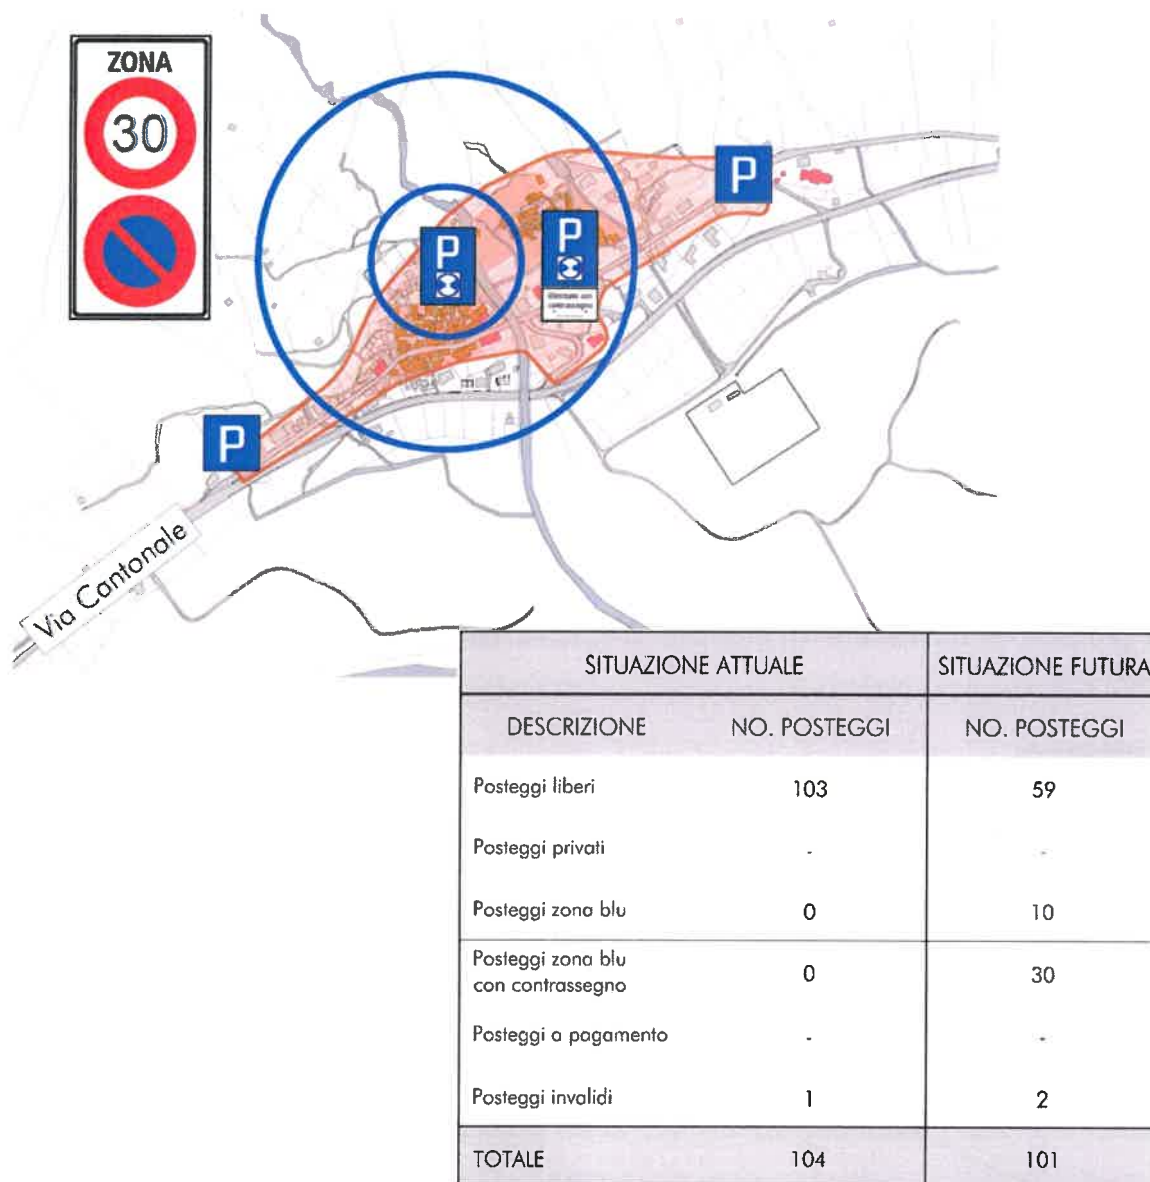 ZONA
30
P
P
P
P
contrassegno
Via Cantonale
SITUAZIONE ATTUALE SITUAZIONE FUTURA
DESCRIZIONE NO. POSTEGGI NO. POSTEGGI
Posteggi liberi 103 59
Posteggi privati - -
Posteggi zona blu 0 10
Posteggi zona blu
con contrassegno 0 30
Posteggi a pagamento - -
Posteggi invalidi 1 2
TOTALE 104 101